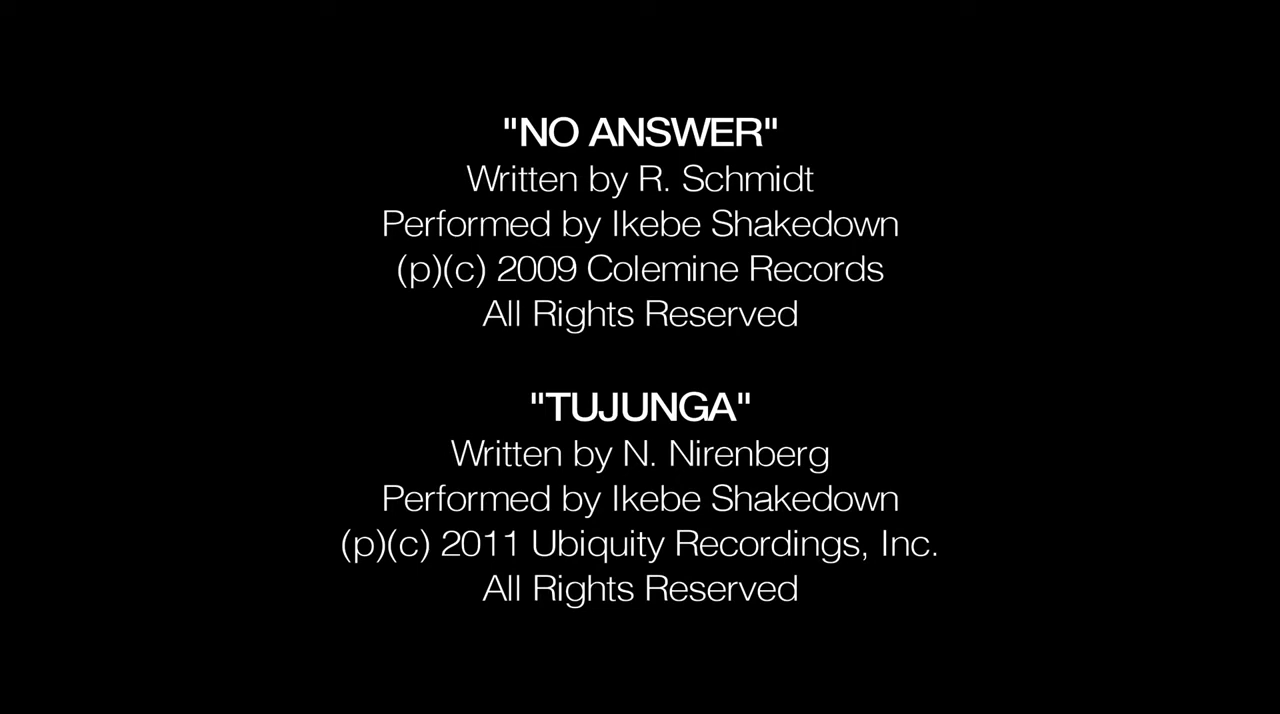 "NO ANSWER"
Written by R. Schmidt
Performed by Ikebe Shakedown
(p)(c) 2009 Colemine Records
All Rights Reserved
"TUJUNGA"
Written by N. Nirenberg
Performed by Ikebe Shakedown
(p)(c) 2011 Ubiquity Recordings, Inc.
All Rights Reserved